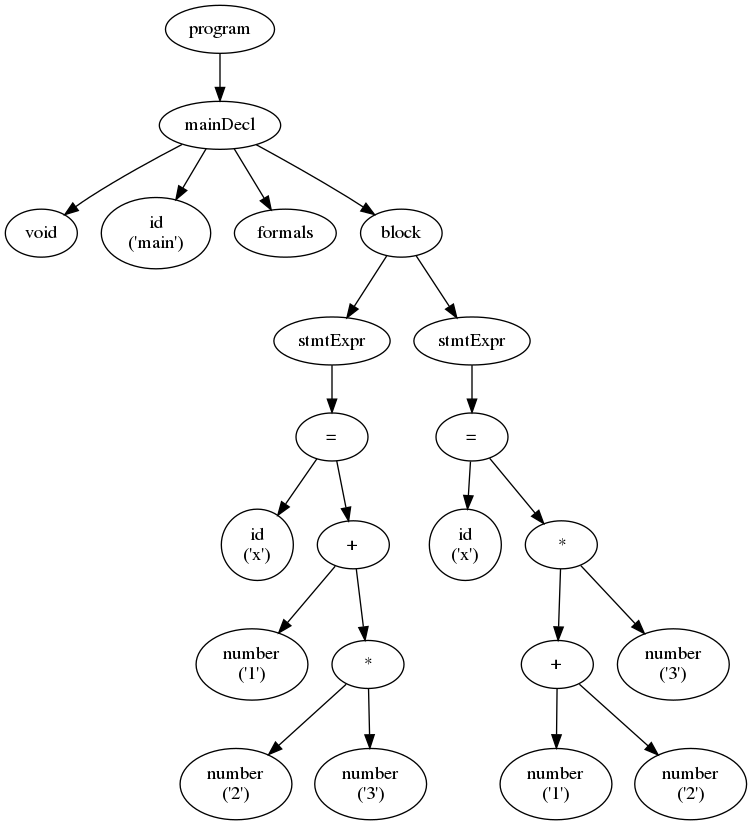 program
mainDecl
void
id
('main')
formals
block
stmtExpr
stmtExpr
=
=
id
('x')
+
id
('x')
*
number
('1')
*
+
number
('3')
number
('2')
number
('3')
number
('1')
number
('2')